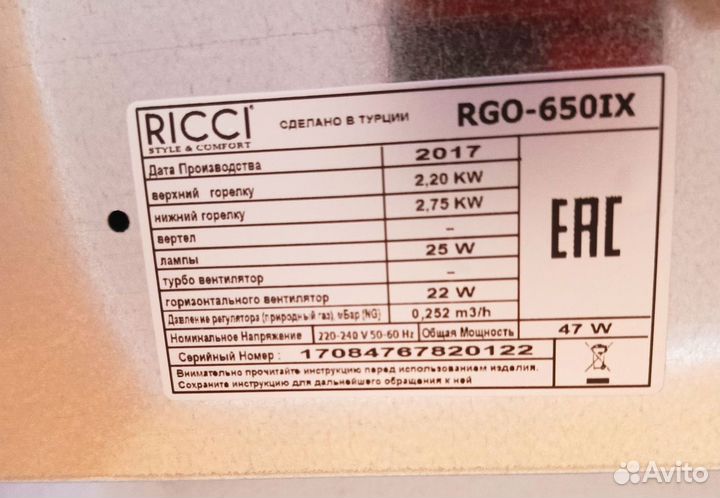 RICCI® СДЕЛАНО В ТУРЦИИ RGO-650IX
STYLE & COMFORT
Дата Производства 2017
верхний горелку 2,20 KW
нижний горелку 2,75 KW
вертел –
лампы 25 W
турбо вентилятор –
горизонтального вентилятор 22 W
Давление регулятора (природный газ), мБар (NG) 0,252 m3/h
Номинальное Напряжение 220-240 V 50-60 Hz Общая Мощность 47 W
Серийный Номер : 17084767820122
Внимательно прочитайте инструкцию перед использованием изделия.
Сохраните инструкцию для дальнейшего обращения к ней
EAC
Avito